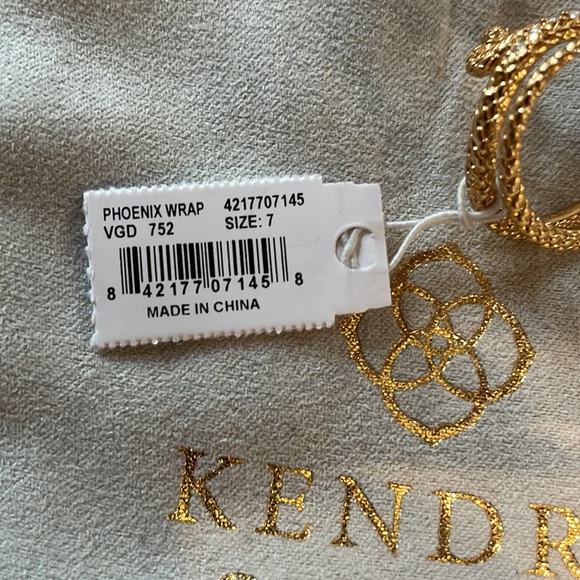 PHOENIX WRAP 4217707145
VGD 752 SIZE: 7
8 42177 07145 8
MADE IN CHINA
KENDR